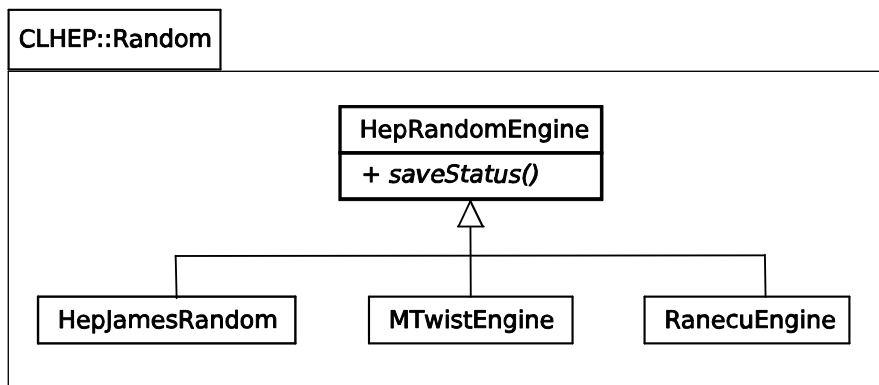 CLHEP::Random
HepRandomEngine
+ saveStatus()
HepJamesRandom
MTwistEngine
RanecuEngine